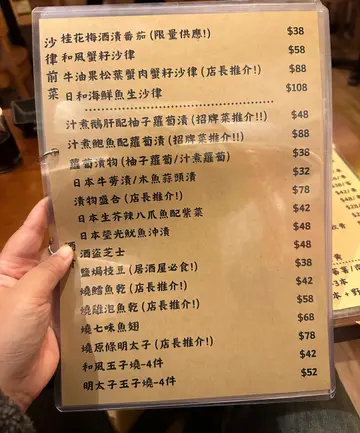 沙律前菜
桂花梅酒漬番茄 (限量供應!) $38
和風蟹籽沙律 $58
牛油果松葉蟹肉蟹籽沙律 (店長推介!) $88
日和海鮮魚生沙律 $108
汁煮鵝肝配柚子蘿蔔漬 (招牌菜推介!!) $48
汁煮鮑魚配蘿蔔漬 (招牌菜推介!!) $88
蘿蔔漬物 (柚子蘿蔔/汁煮蘿蔔) $38
日本牛蒡漬/木魚蒜頭漬 $32
漬物盛合 (店長推介!) $78
日本生芥辣八爪魚配紫菜 $42
日本螢光魷魚沖漬 $48
酒盜芝士 $48
鹽焗枝豆 (居酒屋必食!) $38
燒鱈魚乾 (店長推介!) $42
燒雞泡魚乾 (店長推介!) $58
燒七味魚翅 $68
燒原條明太子 (店長推介!) $78
和風玉子燒-4件 $42
明太子玉子燒-4件 $52